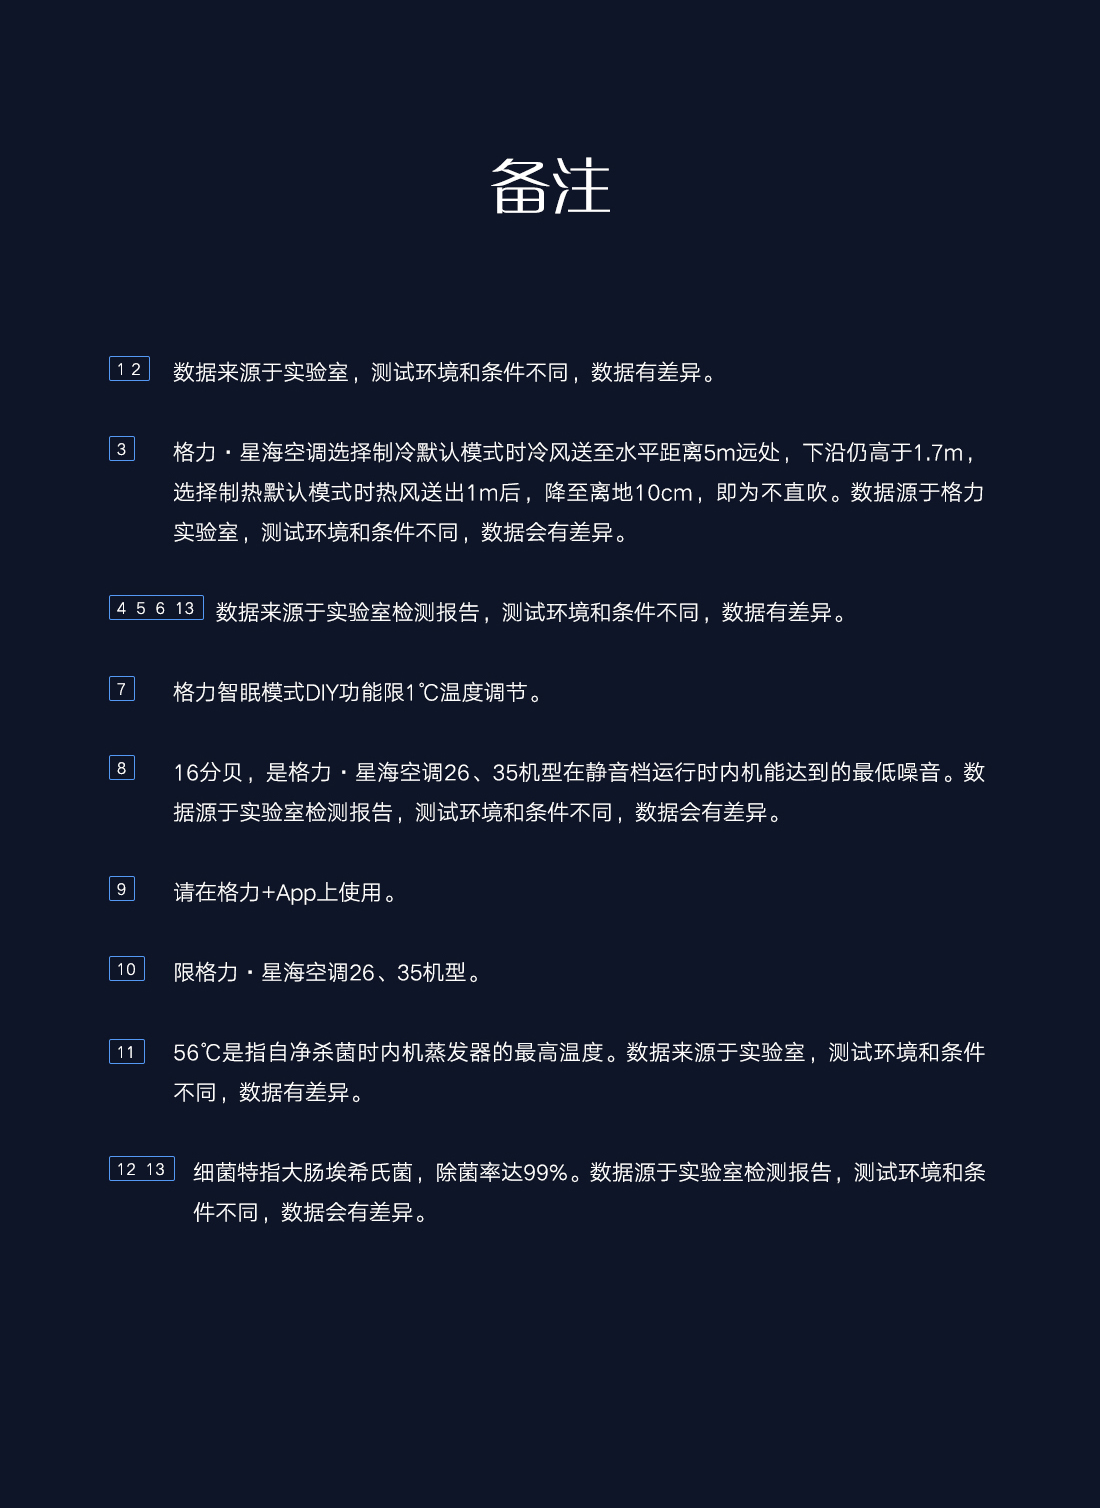 备注
1 2 数据来源于实验室，测试环境和条件不同，数据有差异。
3 格力·星海空调选择制冷默认模式时冷风送至水平距离5m远处，下沿仍高于1.7m，
选择制热默认模式时热风送出1m后，降至离地10cm，即为不直吹。数据源于格力
实验室，测试环境和条件不同，数据会有差异。
4 5 6 13 数据来源于实验室检测报告，测试环境和条件不同，数据有差异。
7 格力智眠模式DIY功能限1℃温度调节。
8 16分贝，是格力·星海空调26、35机型在静音档运行时内机能达到的最低噪音。数
据源于实验室检测报告，测试环境和条件不同，数据会有差异。
9 请在格力+App上使用。
10 限格力·星海空调26、35机型。
11 56℃是指自净杀菌时内机蒸发器的最高温度。数据来源于实验室，测试环境和条件
不同，数据有差异。
12 13 细菌特指大肠埃希氏菌，除菌率达99%。数据源于实验室检测报告，测试环境和条
件不同，数据会有差异。